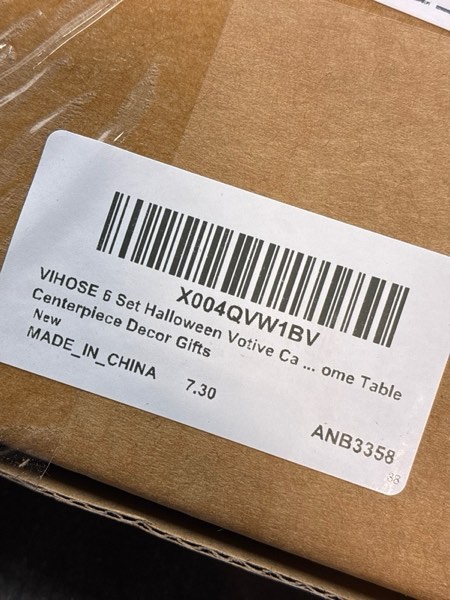 X004QVW1BV
VIHOSE 6 Set Halloween Votive Ca ... ome Table
Centerpiece Decor Gifts
New
MADE_IN_CHINA 7.30
ANB3358